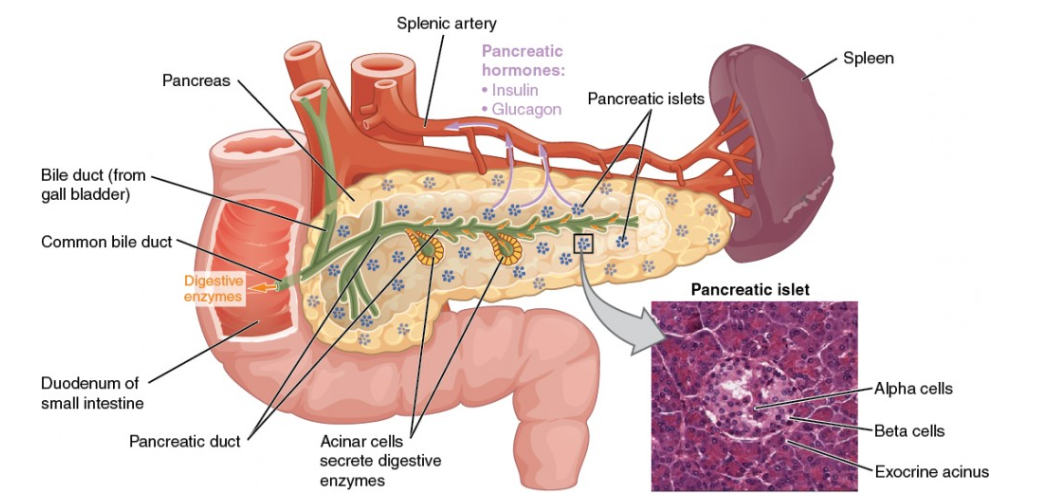 Splenic artery
Pancreatic
hormones:
• Insulin
• Glucagon
Spleen
Pancreas
Pancreatic islets
Bile duct (from
gall bladder)
Common bile duct
Digestive
enzymes
Pancreatic islet
Duodenum of
small intestine
Alpha cells
Beta cells
Pancreatic duct
Acinar cells
secrete digestive
enzymes
Exocrine acinus